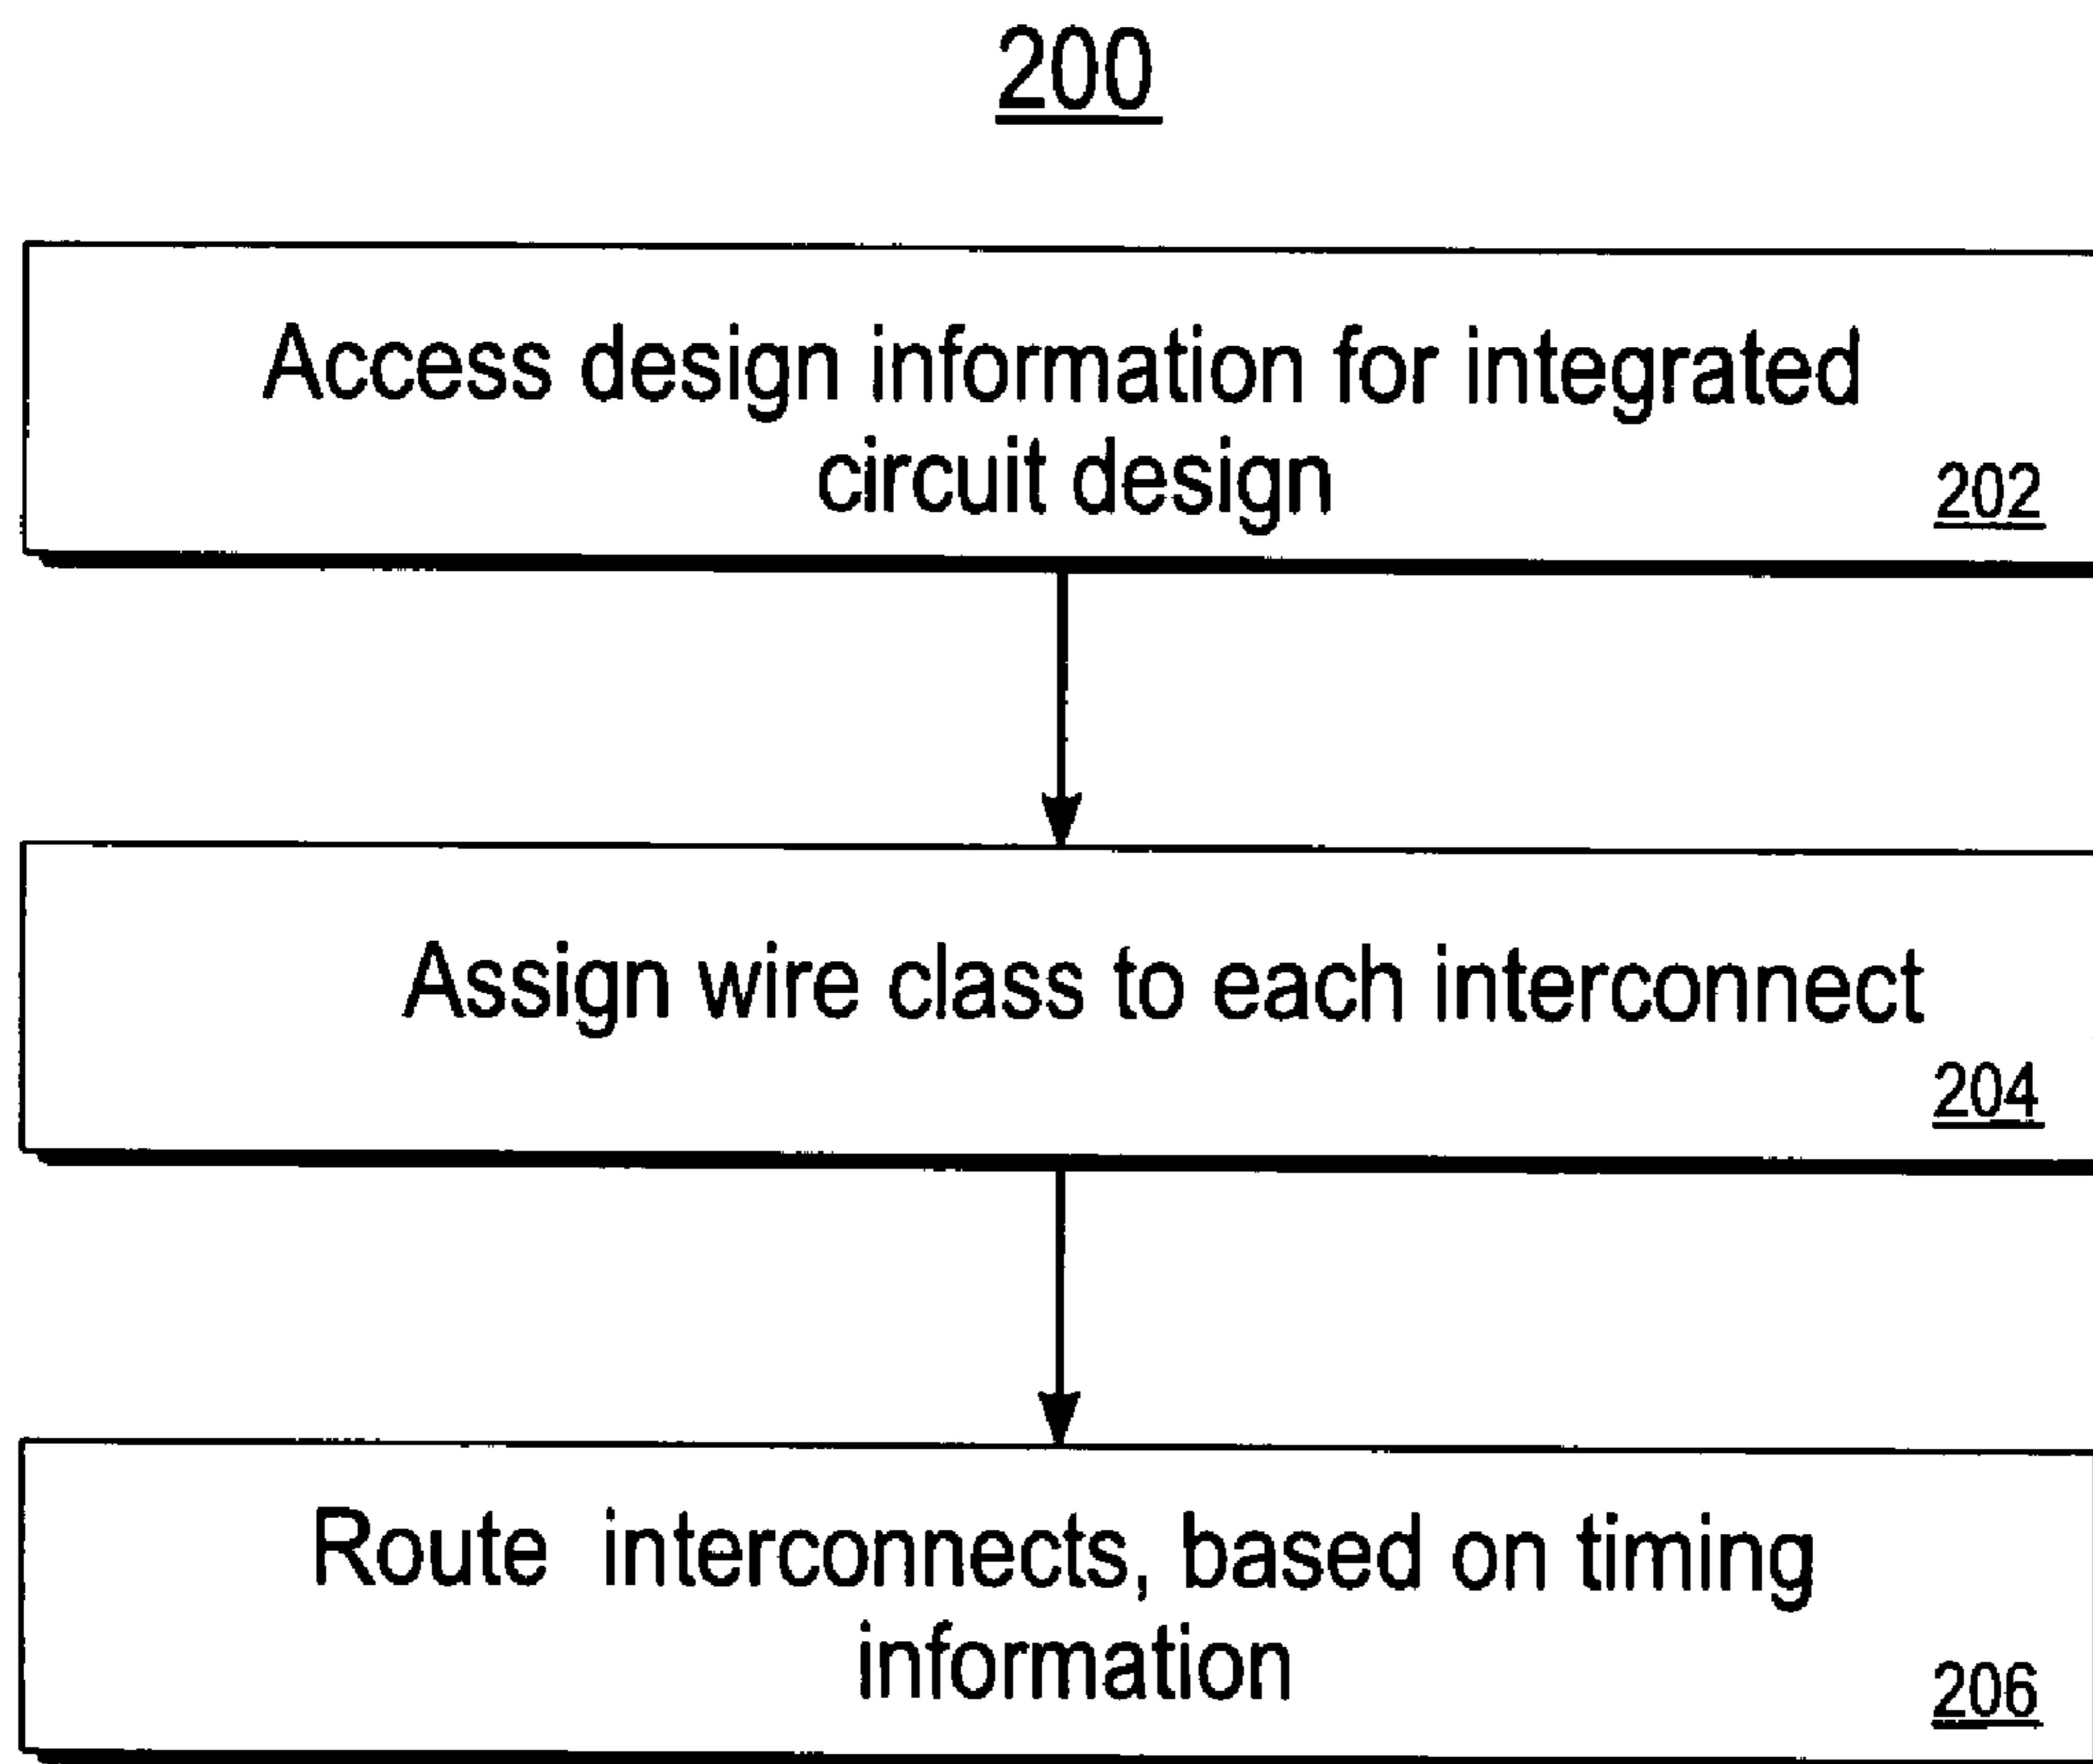 200
Access design information for integrated
circuit design
202
Assign wire class to each interconnect
204
Route interconnects, based on timing
information
206